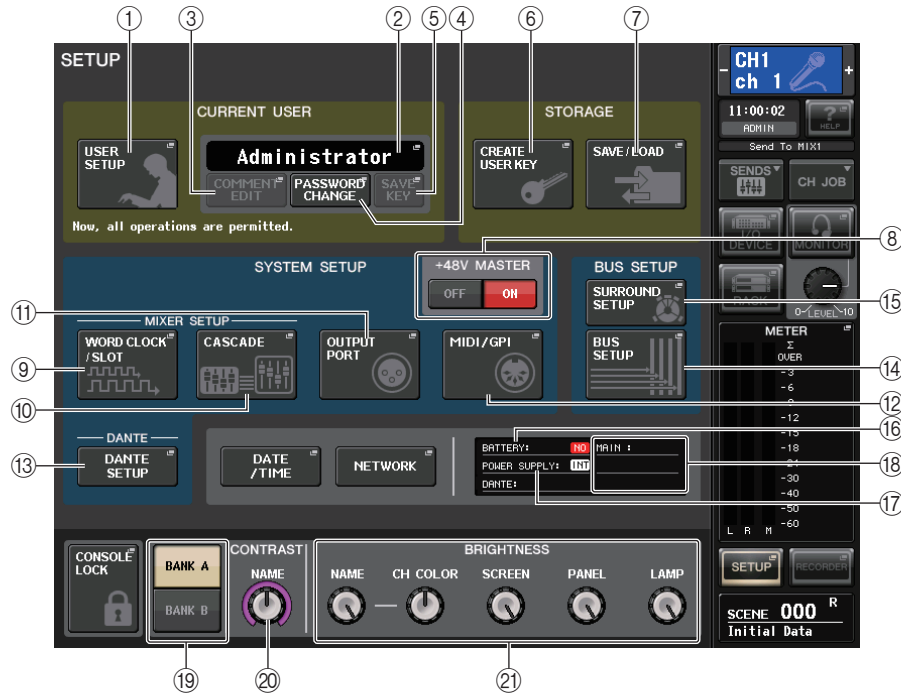 ① ③ ② ⑤ ④ ⑥ ⑦
SETUP
CH1
ch 1
- +
CURRENT USER
STORAGE
11:00:02
ADMIN
?
HELP
USER SETUP
Administrator
COMMENT EDIT
PASSWORD CHANGE
SAVE KEY
CREATE USER KEY
SAVE/LOAD
Send To MIX1
SENDS
CH JOB
Now, all operations are permitted.
I/O DEVICE
MONITOR
⑧
SYSTEM SETUP
+48V MASTER
OFF
ON
BUS SETUP
SURROUND SETUP
RACK
0 LEVEL 10
⑮
⑪
MIXER SETUP
WORD CLOCK /SLOT
CASCADE
OUTPUT PORT
MIDI/GPI
BUS SETUP
METER
Σ
OVER
-3
-6
-12
-15
-18
-30
-40
-50
-60
L R M
⑨
⑩
⑭
⑫
⑯
⑬
DANTE
DANTE SETUP
DATE /TIME
NETWORK
BATTERY: NO
POWER SUPPLY: INT
DANTE:
MAIN :
⑱
⑰
CONSOLE LOCK
BANK A
BANK B
CONTRAST
NAME
BRIGHTNESS
NAME
CH COLOR
SCREEN
PANEL
LAMP
SETUP
RECORDER
SCENE 000 R
Initial Data
⑲ ⑳ ㉑